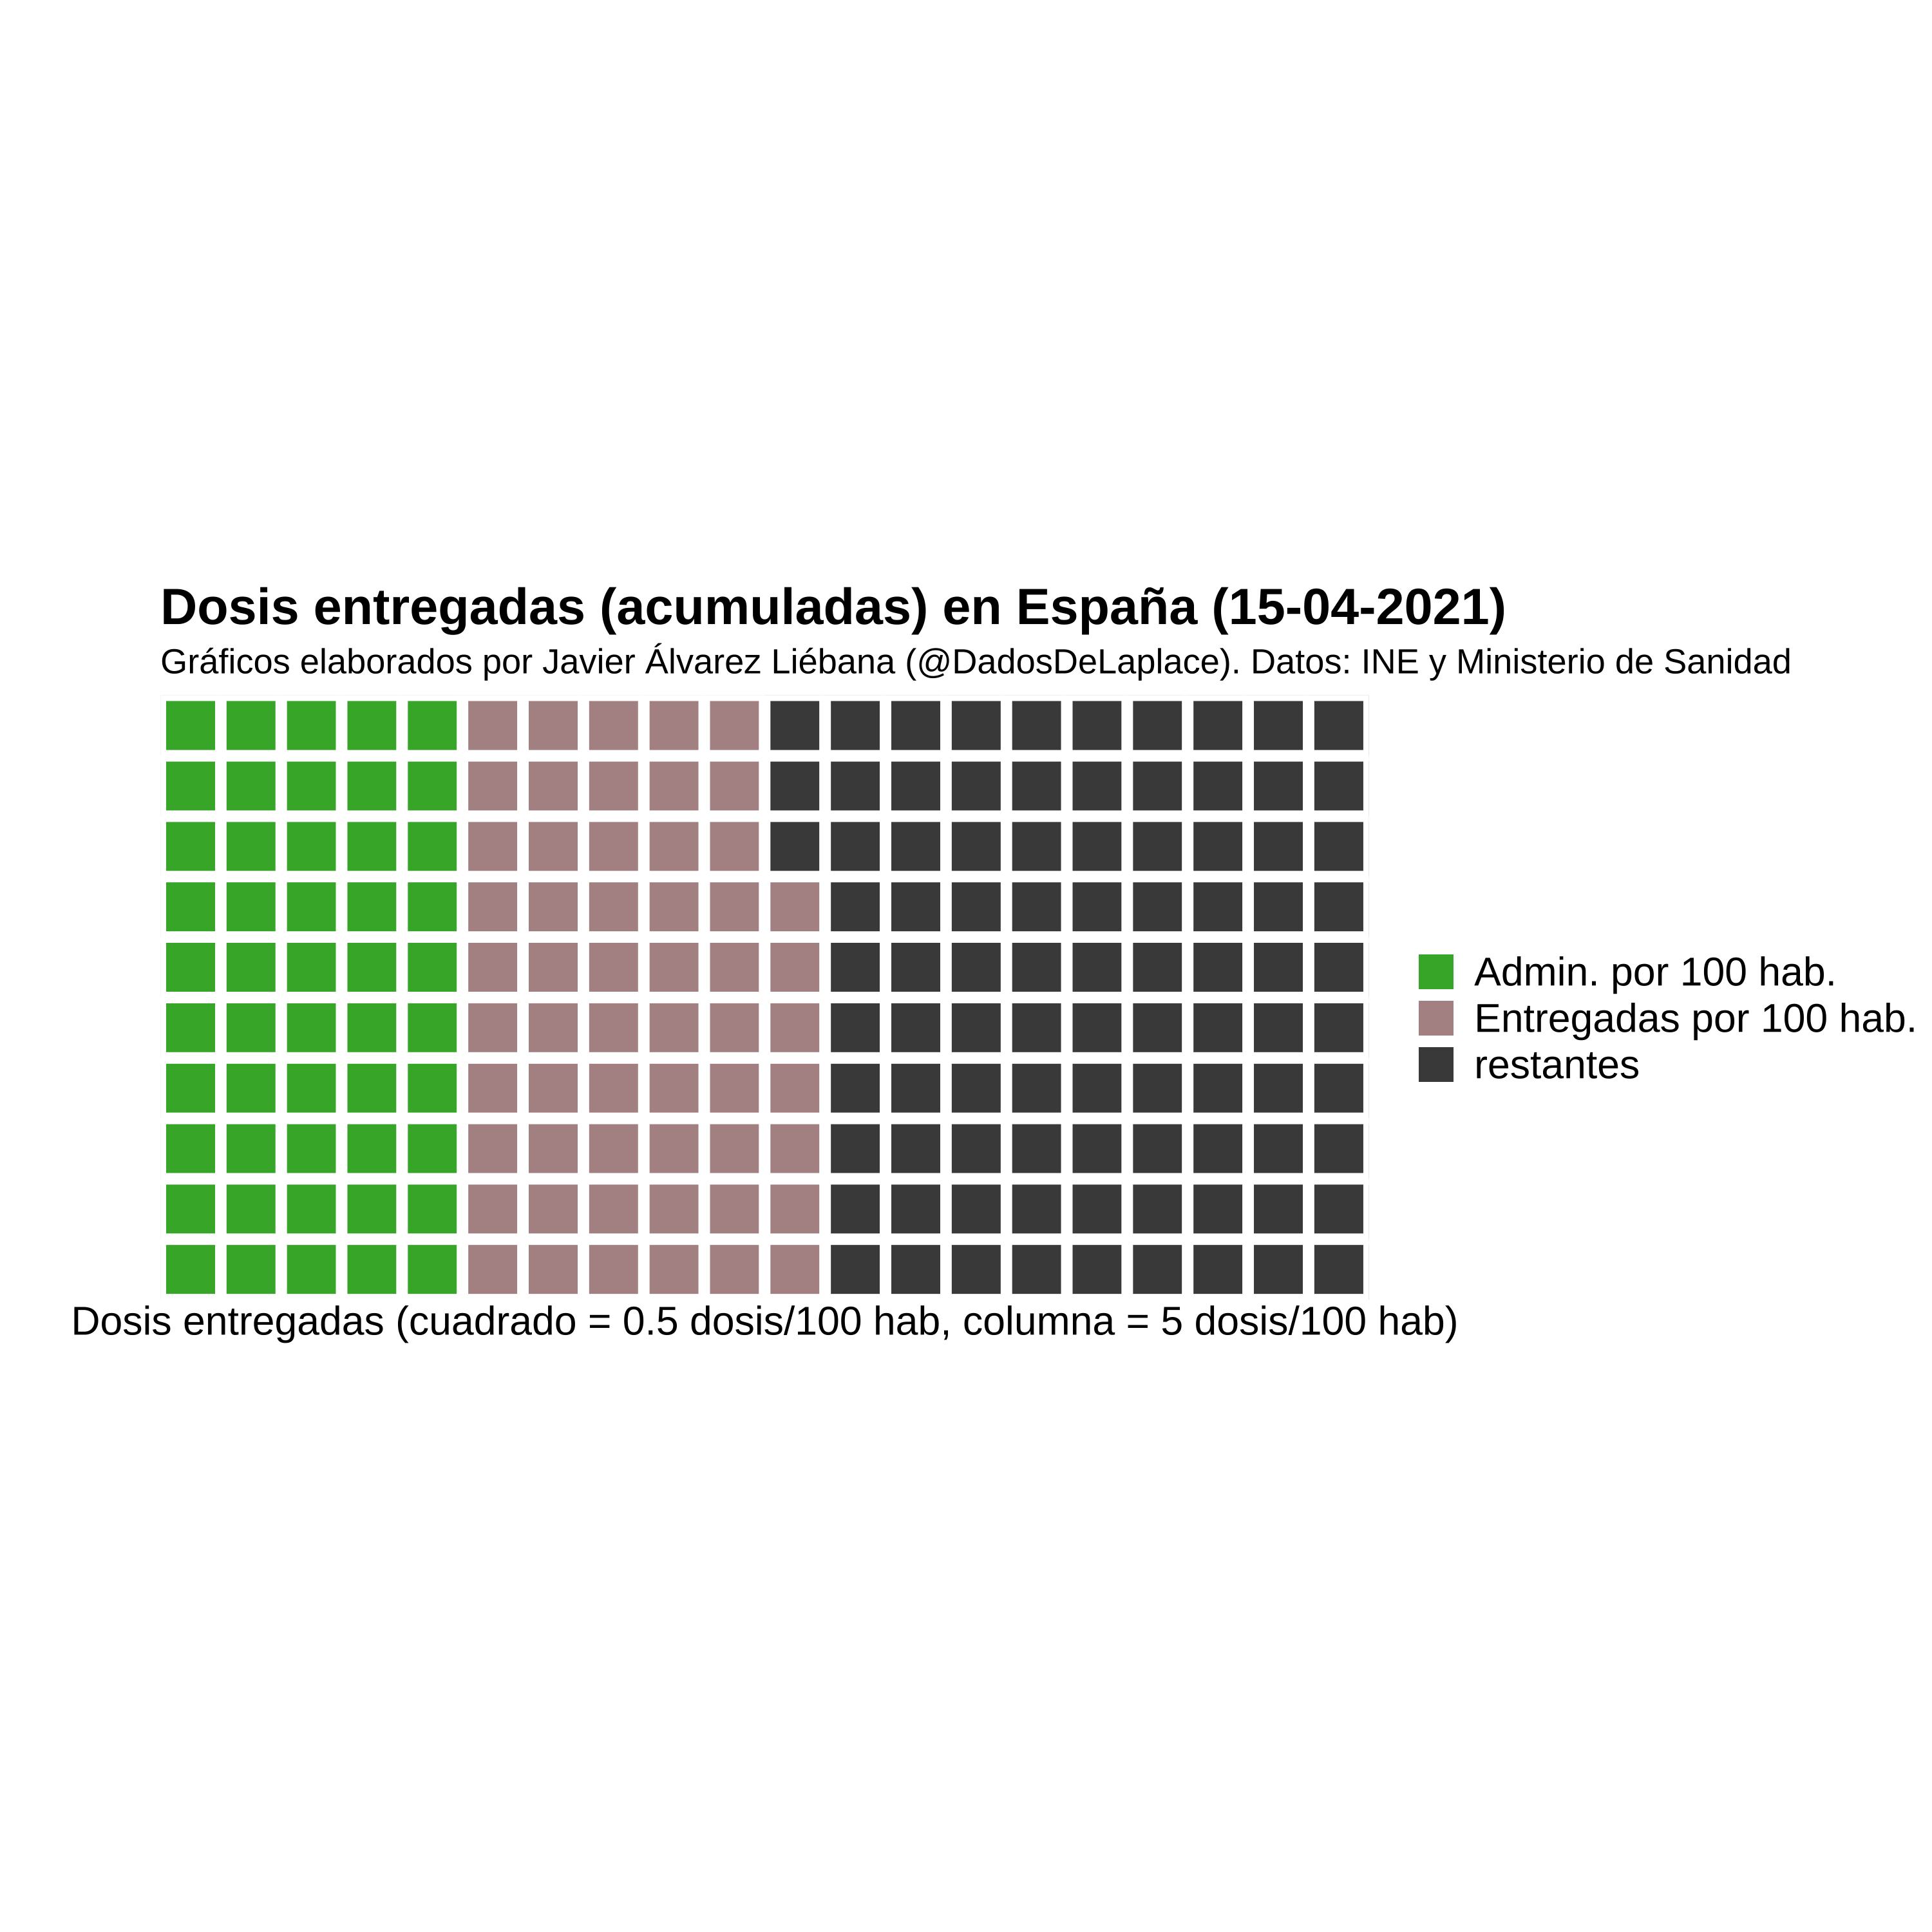 Dosis entregadas (acumuladas) en España (15-04-2021)
Gráficos elaborados por Javier Álvarez Liébana (@DadosDeLaplace). Datos: INE y Ministerio de Sanidad
Admin. por 100 hab.
Entregadas por 100 hab.
restantes
Dosis entregadas (cuadrado = 0.5 dosis/100 hab, columna = 5 dosis/100 hab)